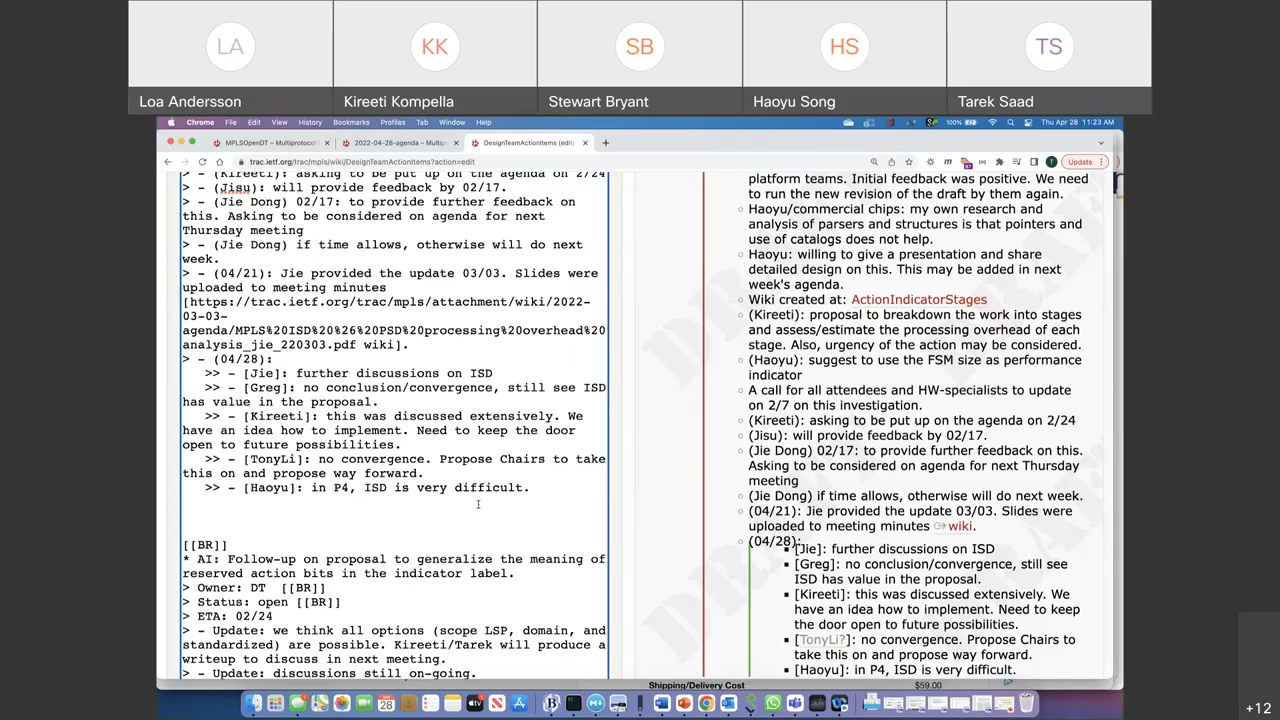 LA
KK
SB
HS
TS
Loa Andersson
Kireeti Kompella
Stewart Bryant
Haoyu Song
Tarek Saad
Chrome File Edit View History Bookmarks Profiles Tab Window Help
100% Thu Apr 28 11:23 AM
MPLSOpenDT – Multiprotocol
2022-04-28-agenda – Multip
DesignTeamActionItems (edit)
trac.ietf.org/trac/mpls/wiki/DesignTeamActionItems?action=edit
Update
> - (Kireeti): asking to be put up on the agenda on 2/24
> - (Jisu): will provide feedback by 02/17.
> - (Jie Dong) 02/17: to provide further feedback on
this. Asking to be considered on agenda for next
Thursday meeting
> - (Jie Dong) if time allows, otherwise will do next
week.
> - (04/21): Jie provided the update 03/03. Slides were
uploaded to meeting minutes
[https://trac.ietf.org/trac/mpls/attachment/wiki/2022-
03-03-
agenda/MPLS%20ISD%20%26%20PSD%20processing%20overhead%20
analysis_jie_220303.pdf wiki].
> - (04/28):
>> - [Jie]: further discussions on ISD
>> - [Greg]: no conclusion/convergence, still see ISD
has value in the proposal.
>> - [Kireeti]: this was discussed extensively. We
have an idea how to implement. Need to keep the door
open to future possibilities.
>> - [TonyLi]: no convergence. Propose Chairs to take
this on and propose way forward.
>> - [Haoyu]: in P4, ISD is very difficult.
[[BR]]
* AI: Follow-up on proposal to generalize the meaning of
reserved action bits in the indicator label.
> Owner: DT [[BR]]
> Status: open [[BR]]
> ETA: 02/24
> - Update: we think all options (scope LSP, domain, and
standardized) are possible. Kireeti/Tarek will produce a
writeup to discuss in next meeting.
> - Update: discussions still on-going.
platform teams. Initial feedback was positive. We need
to run the new revision of the draft by them again.
Haoyu/commercial chips: my own research and
analysis of parsers and structures is that pointers and
use of catalogs does not help.
Haoyu: willing to give a presentation and share
detailed design on this. This may be added in next
week's agenda.
Wiki created at: ActionIndicatorStages
(Kireeti): proposal to breakdown the work into stages
and assess/estimate the processing overhead of each
stage. Also, urgency of the action may be considered.
(Haoyu): suggest to use the FSM size as performance
indicator
A call for all attendees and HW-specialists to update
on 2/7 on this investigation.
(Kireeti): asking to be put up on the agenda on 2/24
(Jisu): will provide feedback by 02/17.
(Jie Dong) 02/17: to provide further feedback on this.
Asking to be considered on agenda for next Thursday
meeting
(Jie Dong) if time allows, otherwise will do next week.
(04/21): Jie provided the update 03/03. Slides were
uploaded to meeting minutes wiki.
(04/28):
[Jie]: further discussions on ISD
[Greg]: no conclusion/convergence, still see
ISD has value in the proposal.
[Kireeti]: this was discussed extensively. We
have an idea how to implement. Need to keep
the door open to future possibilities.
[TonyLi?]: no convergence. Propose Chairs to
take this on and propose way forward.
[Haoyu]: in P4, ISD is very difficult.
DRAFT
Shipping/Delivery Cost $59.00
+12